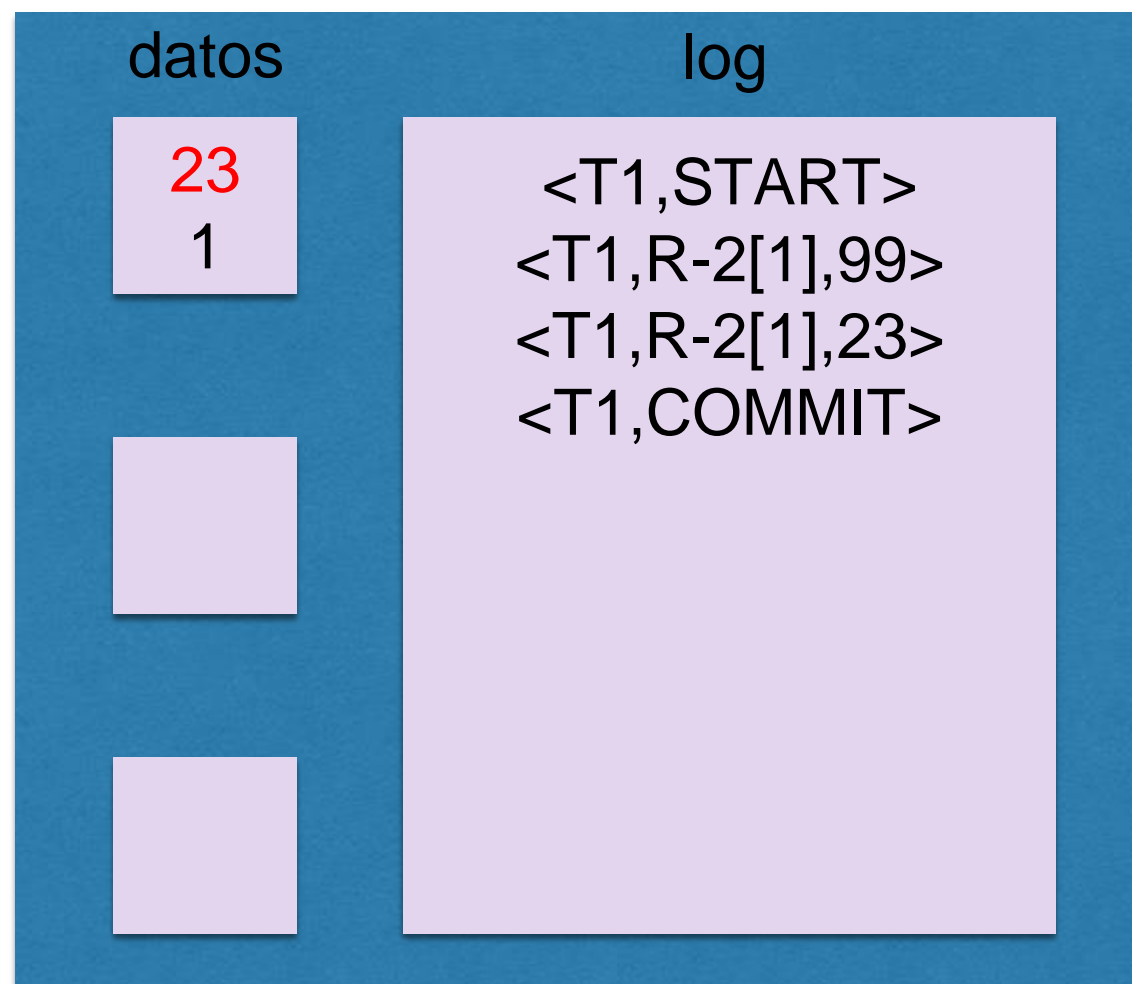 datos
log
23
1
<T1,START>
<T1,R-2[1],99>
<T1,R-2[1],23>
<T1,COMMIT>